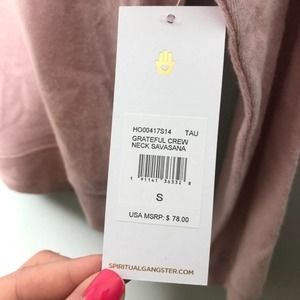 HO00417S14 TAU
GRATEFUL CREW
NECK SAVASANA
S
USA MSRP: $ 78.00
SPIRITUALGANGSTER.COM